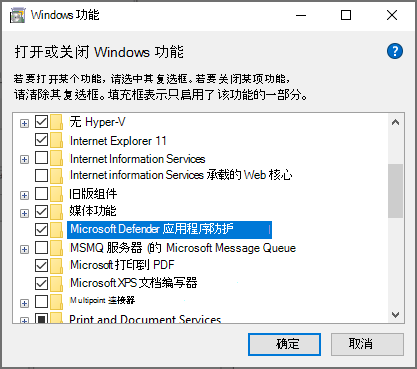 Windows 功能
打开或关闭 Windows 功能
若要打开某个功能，请选中其复选框。若要关闭某项功能，
请清除其复选框。填充框表示只启用了该功能的一部分。
无 Hyper-V
Internet Explorer 11
Internet Information Services
Internet Information Services 承载的 Web 核心
旧版组件
媒体功能
Microsoft Defender 应用程序防护
MSMQ 服务器 (的 Microsoft Message Queue
Microsoft 打印到 PDF
Microsoft XPS 文档编写器
Multipoint 连接器
Print and Document Services
确定
取消